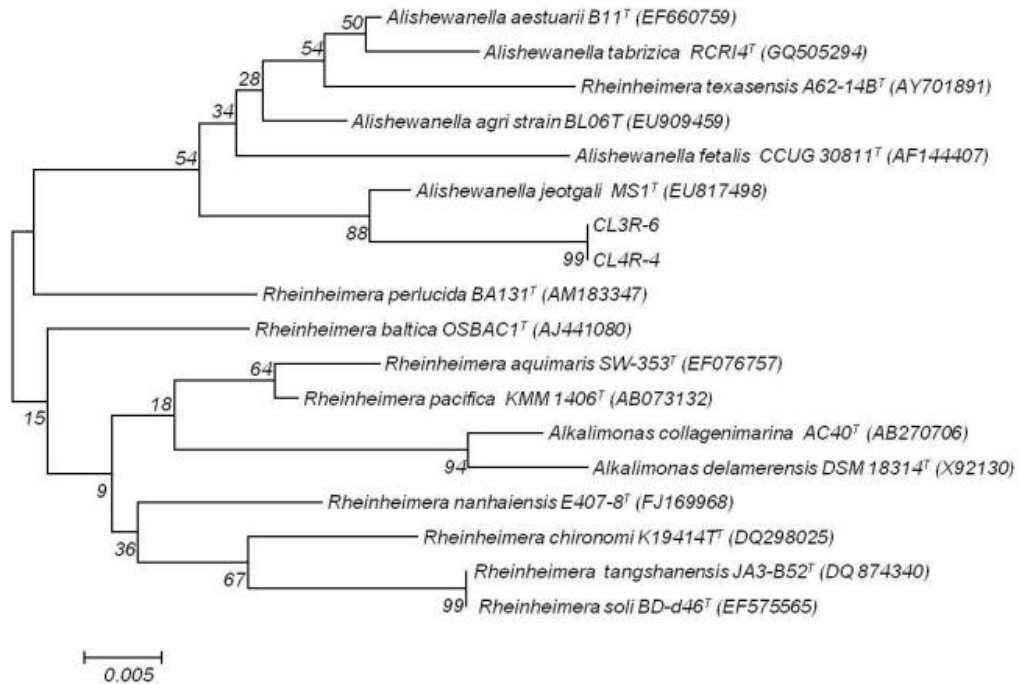 50 Alishewanella aestuarii B11ᵀ (EF660759)
54 Alishewanella tabrizica RCRI4ᵀ (GQ505294)
28 Rheinheimera texasensis A62-14Bᵀ (AY701891)
34 Alishewanella agri strain BL06T (EU909459)
54 Alishewanella fetalis CCUG 30811ᵀ (AF144407)
Alishewanella jeotgali MS1ᵀ (EU817498)
88 CL3R-6
99 CL4R-4
Rheinheimera perlucida BA131ᵀ (AM183347)
Rheinheimera baltica OSBAC1ᵀ (AJ441080)
64 Rheinheimera aquimaris SW-353ᵀ (EF076757)
15 18 Rheinheimera pacifica KMM 1406ᵀ (AB073132)
Alkalimonas collagenimarina AC40ᵀ (AB270706)
94 Alkalimonas delamerensis DSM 18314ᵀ (X92130)
9 Rheinheimera nanhaiensis E407-8ᵀ (FJ169968)
36 Rheinheimera chironomi K19414Tᵀ (DQ298025)
67 Rheinheimera tangshanensis JA3-B52ᵀ (DQ 874340)
99 Rheinheimera soli BD-d46ᵀ (EF575565)
0.005